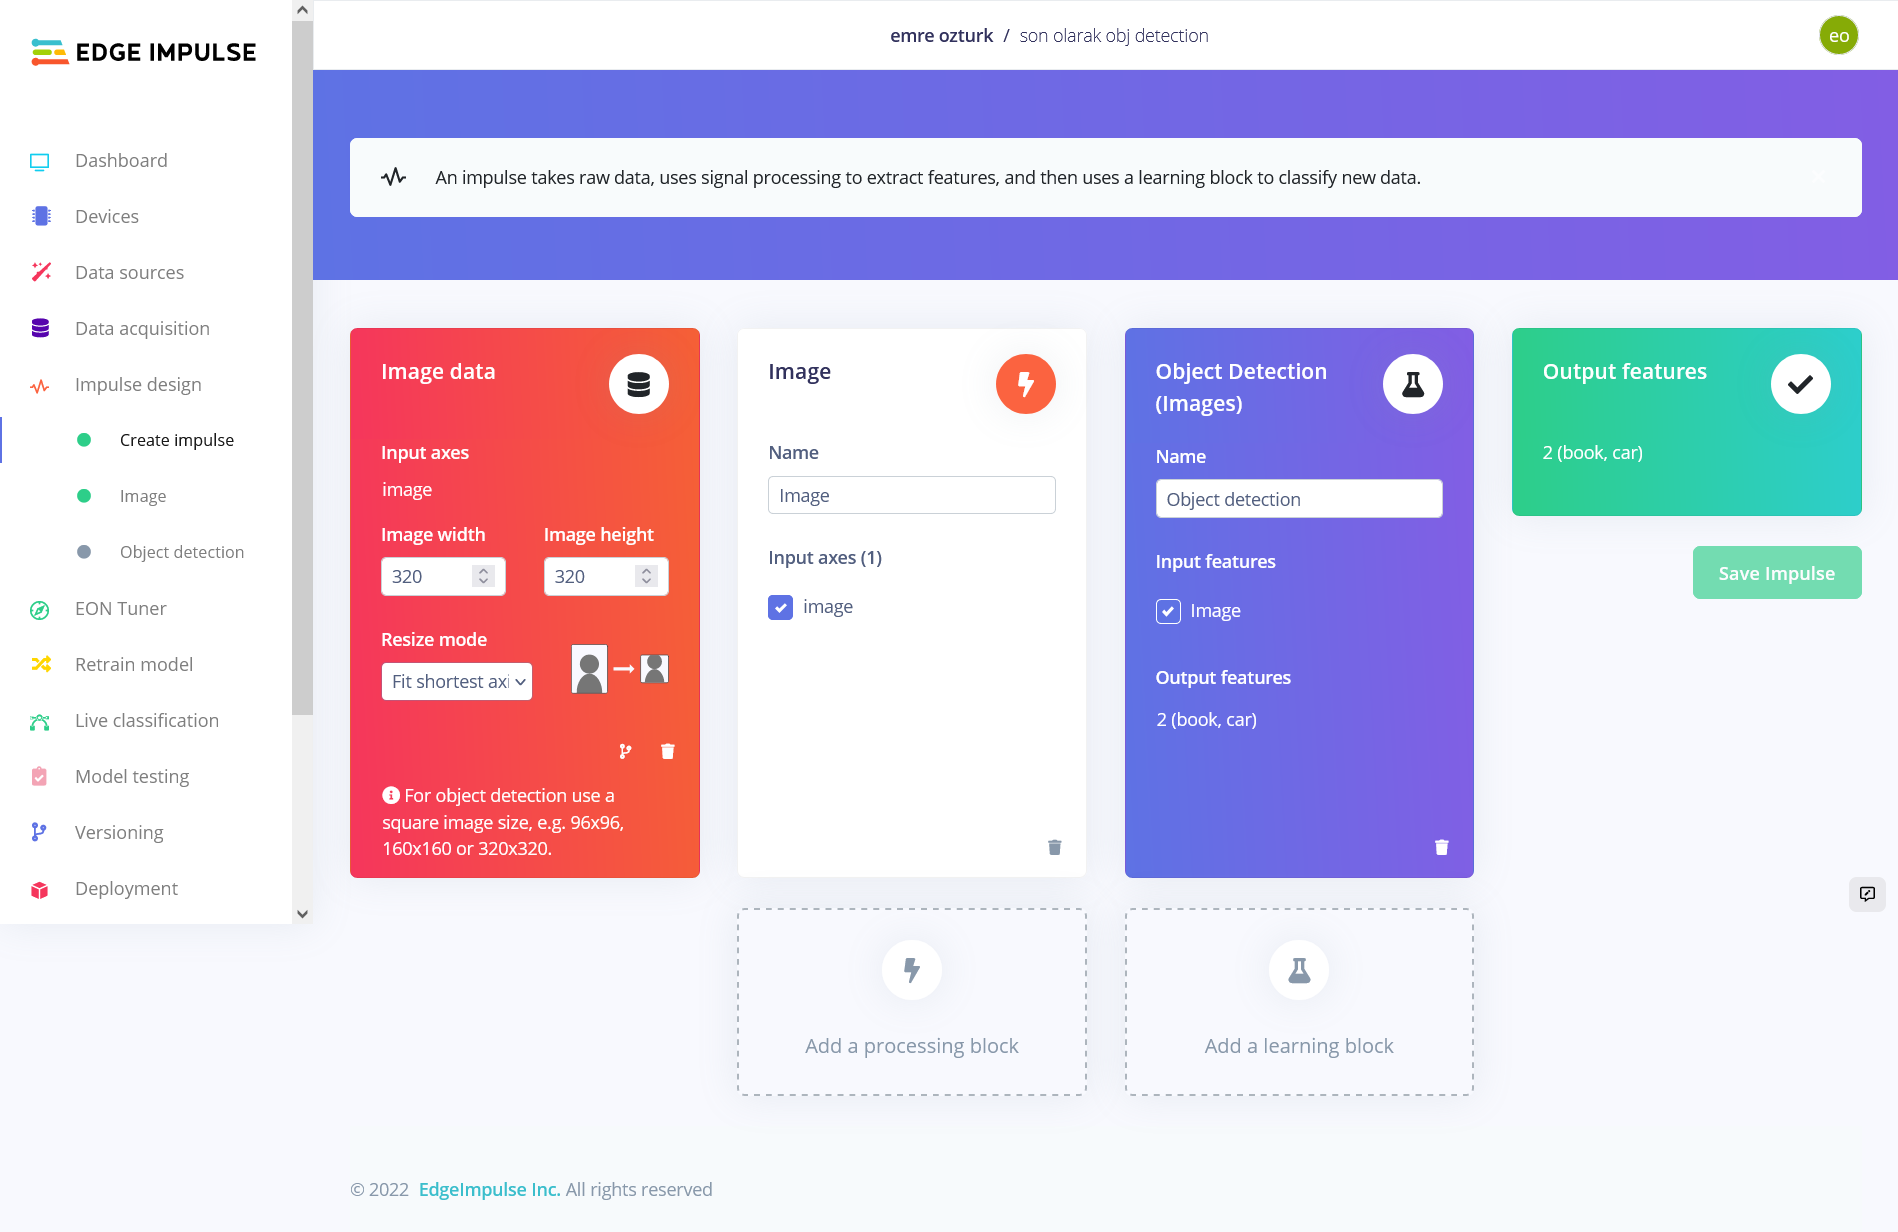 EDGE IMPULSE
emre ozturk / son olarak obj detection
eo
Dashboard
Devices
Data sources
Data acquisition
Impulse design
Create impulse
Image
Object detection
EON Tuner
Retrain model
Live classification
Model testing
Versioning
Deployment
An impulse takes raw data, uses signal processing to extract features, and then uses a learning block to classify new data.
Image data
Input axes
image
Image width Image height
320 320
Resize mode
Fit shortest axi
For object detection use a
square image size, e.g. 96x96,
160x160 or 320x320.
Image
Name
Image
Input axes (1)
image
Object Detection
(Images)
Name
Object detection
Input features
Image
Output features
2 (book, car)
Output features
2 (book, car)
Save Impulse
Add a processing block
Add a learning block
© 2022 EdgeImpulse Inc. All rights reserved